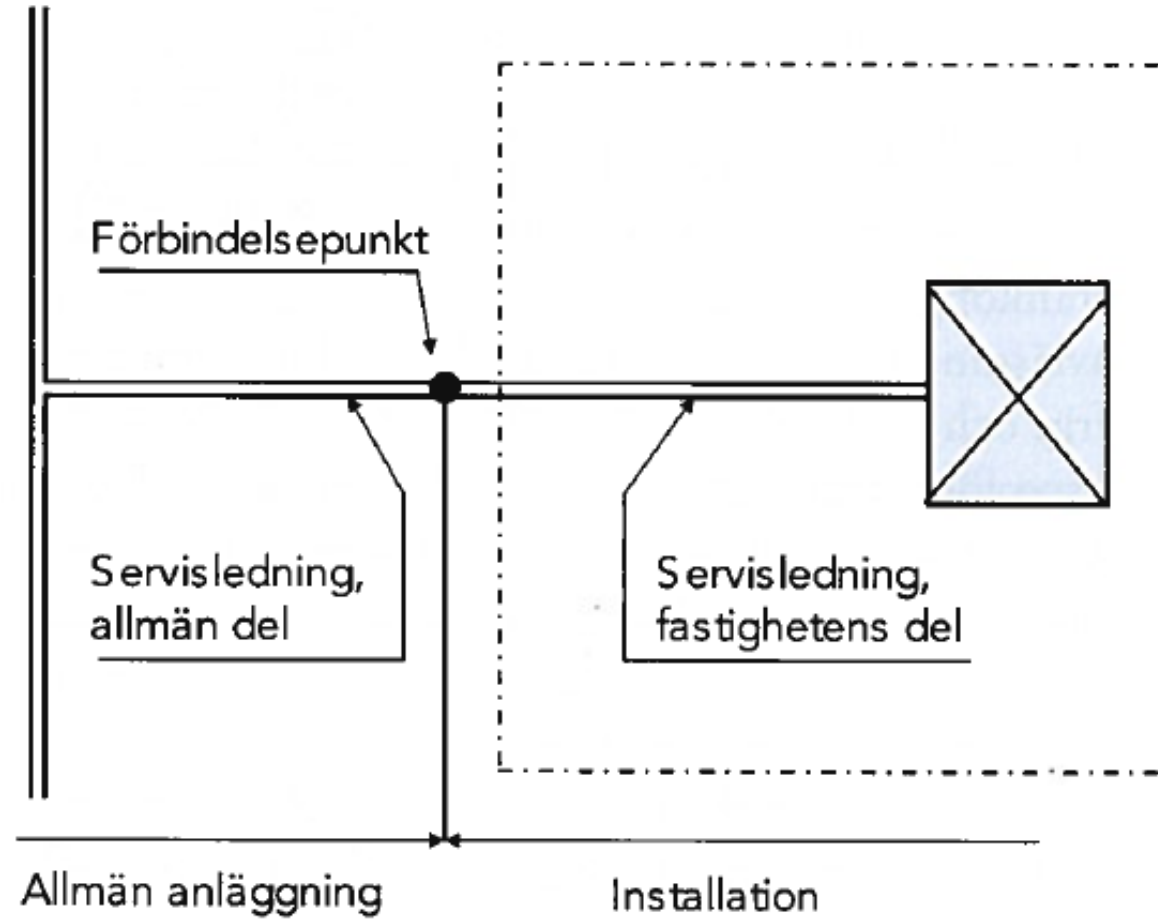 Förbindelsepunkt
Servisledning,
allmän del
Servisledning,
fastighetens del
Allmän anläggning
Installation